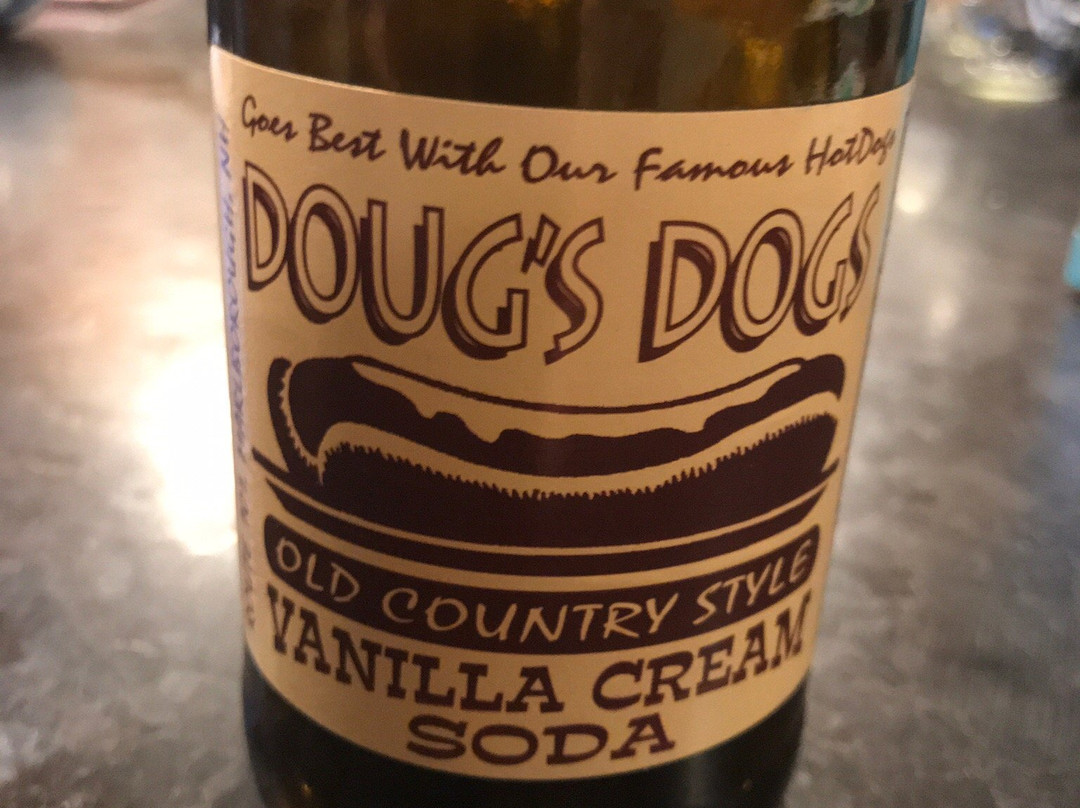 Goes Best With Our Famous HotDogs
DOUG'S DOGS
OLD COUNTRY STYLE
VANILLA CREAM
SODA